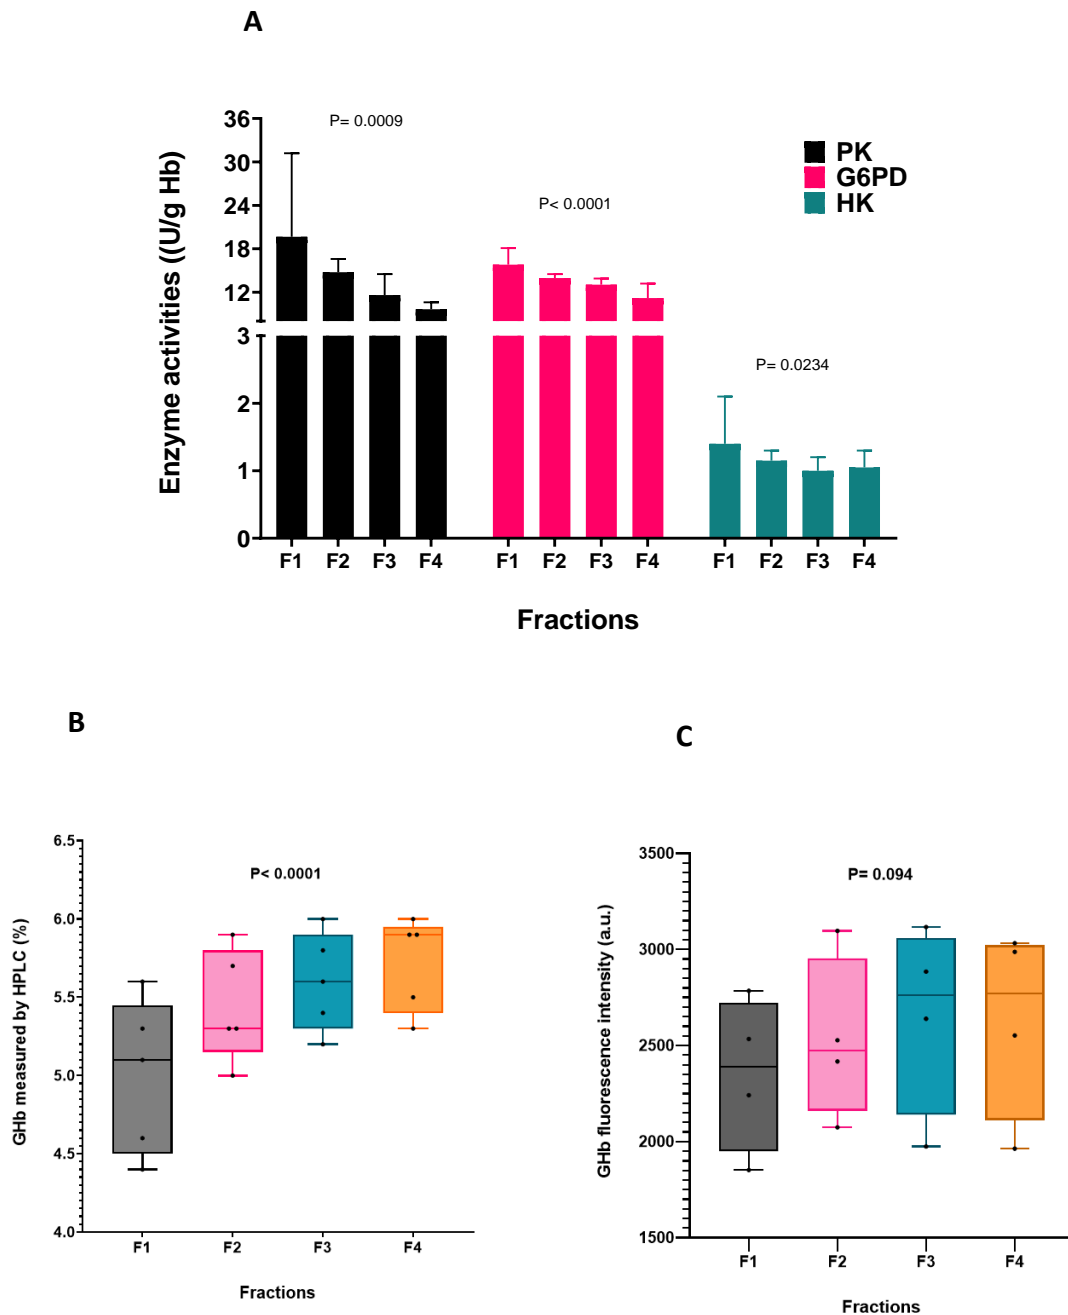 A
36
30
24
18
12
3
2
1
0
Enzyme activities ((U/g Hb)
P= 0.0009
P< 0.0001
P= 0.0234
PK
G6PD
HK
F1 F2 F3 F4 F1 F2 F3 F4 F1 F2 F3 F4
Fractions
B
6.5
6.0
5.5
5.0
4.5
4.0
GHb measured by HPLC (%)
P< 0.0001
F1 F2 F3 F4
Fractions
C
3500
3000
2500
2000
1500
GHb fluorescence intensity (a.u.)
P= 0.094
F1 F2 F3 F4
Fractions